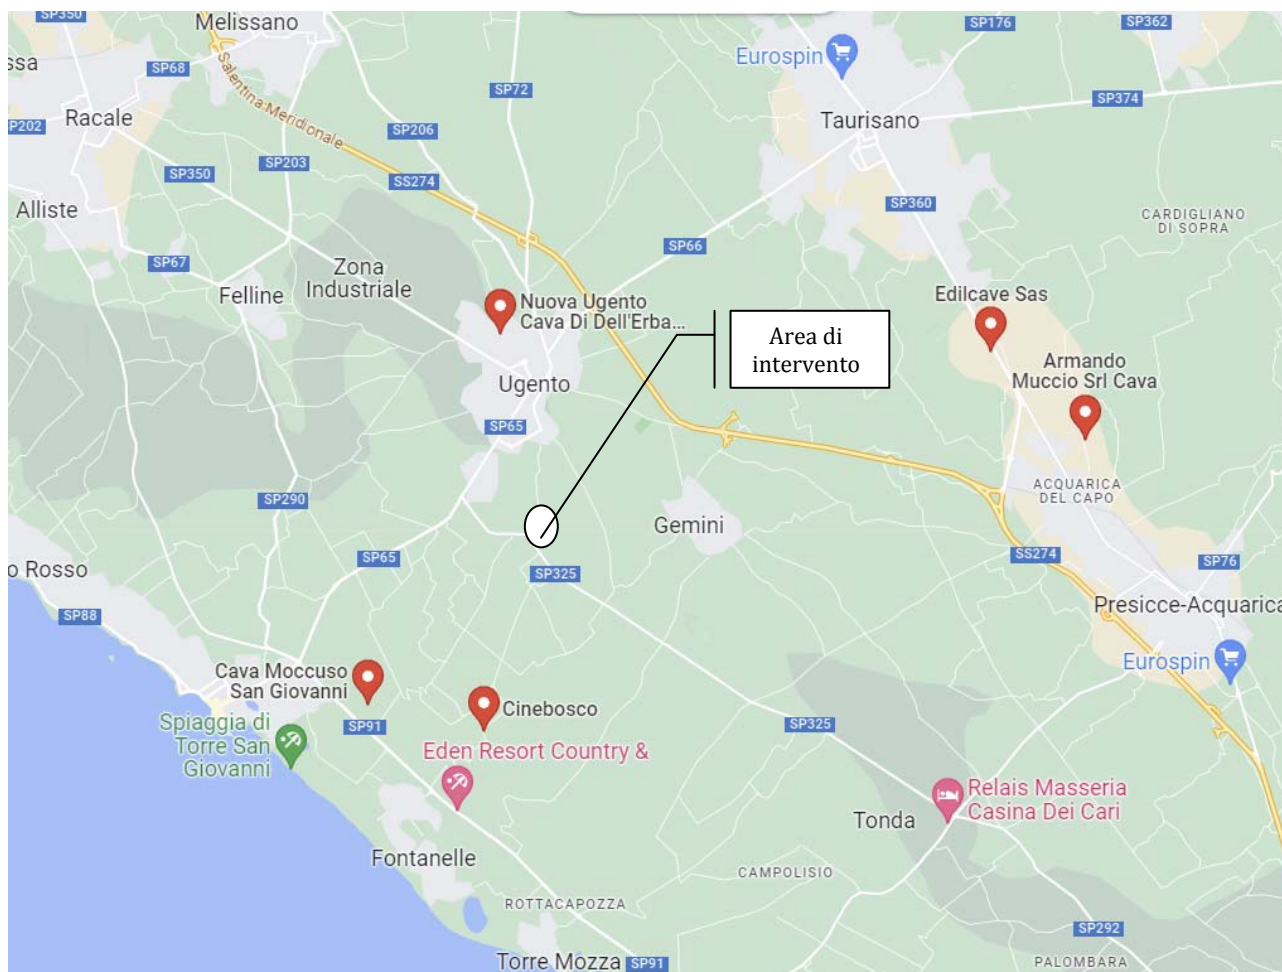 SP350
Melissano
SP176
SP362
ssa
SP68
Eurospin
Salentina Meridionale
SP72
SP374
Racale
P202
SP206
Taurisano
SP203
SP350
SS274
SP360
Alliste
CARDIGLIANO
DI SOPRA
SP66
SP67
Zona
Industriale
Felline
Nuova Ugento
Cava Di Dell'Erba...
Edilcave Sas
Area di
intervento
Armando
Muccio Srl Cava
Ugento
SP65
ACQUARICA
DEL CAPO
SP290
Gemini
SP65
SS274
SP76
o Rosso
SP325
SP88
Presicce-Acquarica
Eurospin
Cava Moccuso
San Giovanni
Cinebosco
SP91
SP325
Spiaggia di
Torre San
Giovanni
Eden Resort Country &
Relais Masseria
Casina Dei Cari
Tonda
Fontanelle
CAMPOLISIO
ROTTACAPOZZA
SP292
Torre Mozza
SP91
PALOMBARA